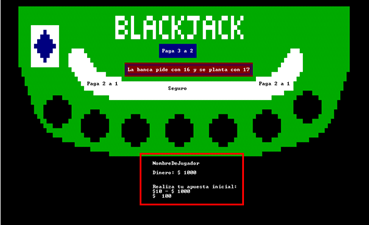 BLACKJACK
Paga 3 a 2
La banca pide con 16 y se planta con 17
Paga 2 a 1
Seguro
Paga 2 a 1
NombreDeJogador
Dinero: $ 1000
Realiza tu apuesta inicial:
$10 - $ 1000
$ 100